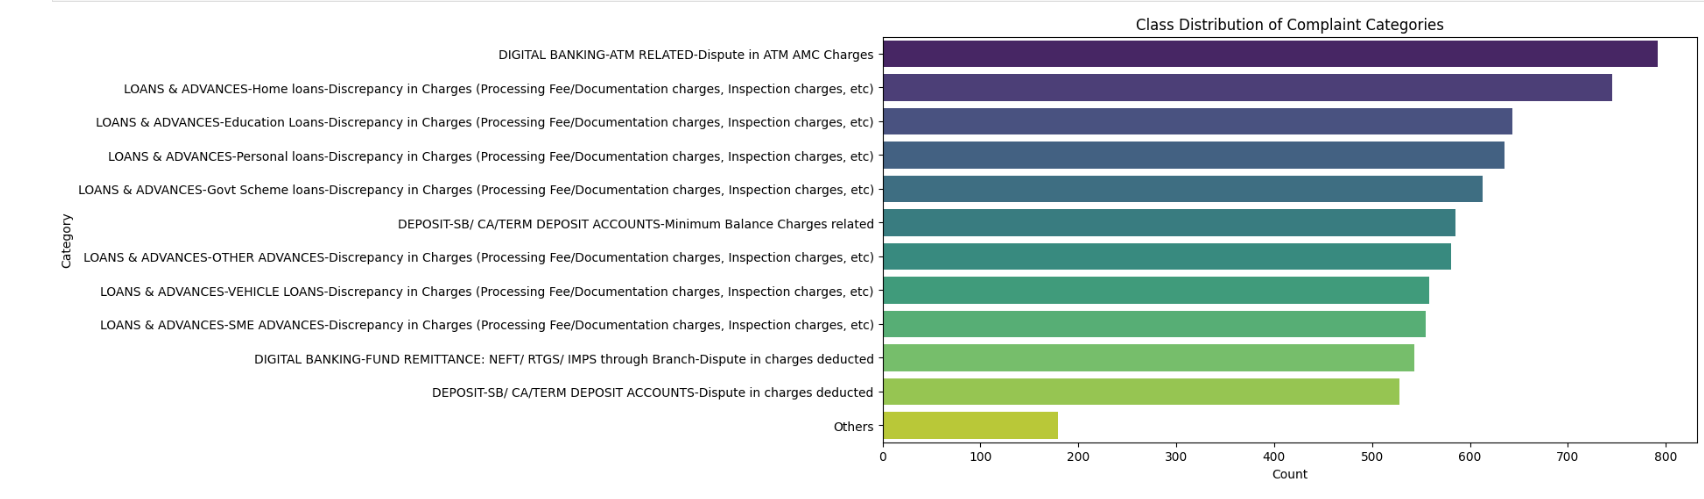 Class Distribution of Complaint Categories
DIGITAL BANKING-ATM RELATED-Dispute in ATM AMC Charges
LOANS & ADVANCES-Home loans-Discrepancy in Charges (Processing Fee/Documentation charges, Inspection charges, etc)
LOANS & ADVANCES-Education Loans-Discrepancy in Charges (Processing Fee/Documentation charges, Inspection charges, etc)
LOANS & ADVANCES-Personal loans-Discrepancy in Charges (Processing Fee/Documentation charges, Inspection charges, etc)
LOANS & ADVANCES-Govt Scheme loans-Discrepancy in Charges (Processing Fee/Documentation charges, Inspection charges, etc)
DEPOSIT-SB/ CA/TERM DEPOSIT ACCOUNTS-Minimum Balance Charges related
LOANS & ADVANCES-OTHER ADVANCES-Discrepancy in Charges (Processing Fee/Documentation charges, Inspection charges, etc)
LOANS & ADVANCES-VEHICLE LOANS-Discrepancy in Charges (Processing Fee/Documentation charges, Inspection charges, etc)
LOANS & ADVANCES-SME ADVANCES-Discrepancy in Charges (Processing Fee/Documentation charges, Inspection charges, etc)
DIGITAL BANKING-FUND REMITTANCE: NEFT/ RTGS/ IMPS through Branch-Dispute in charges deducted
DEPOSIT-SB/ CA/TERM DEPOSIT ACCOUNTS-Dispute in charges deducted
Others
Category
0 100 200 300 400 500 600 700 800
Count